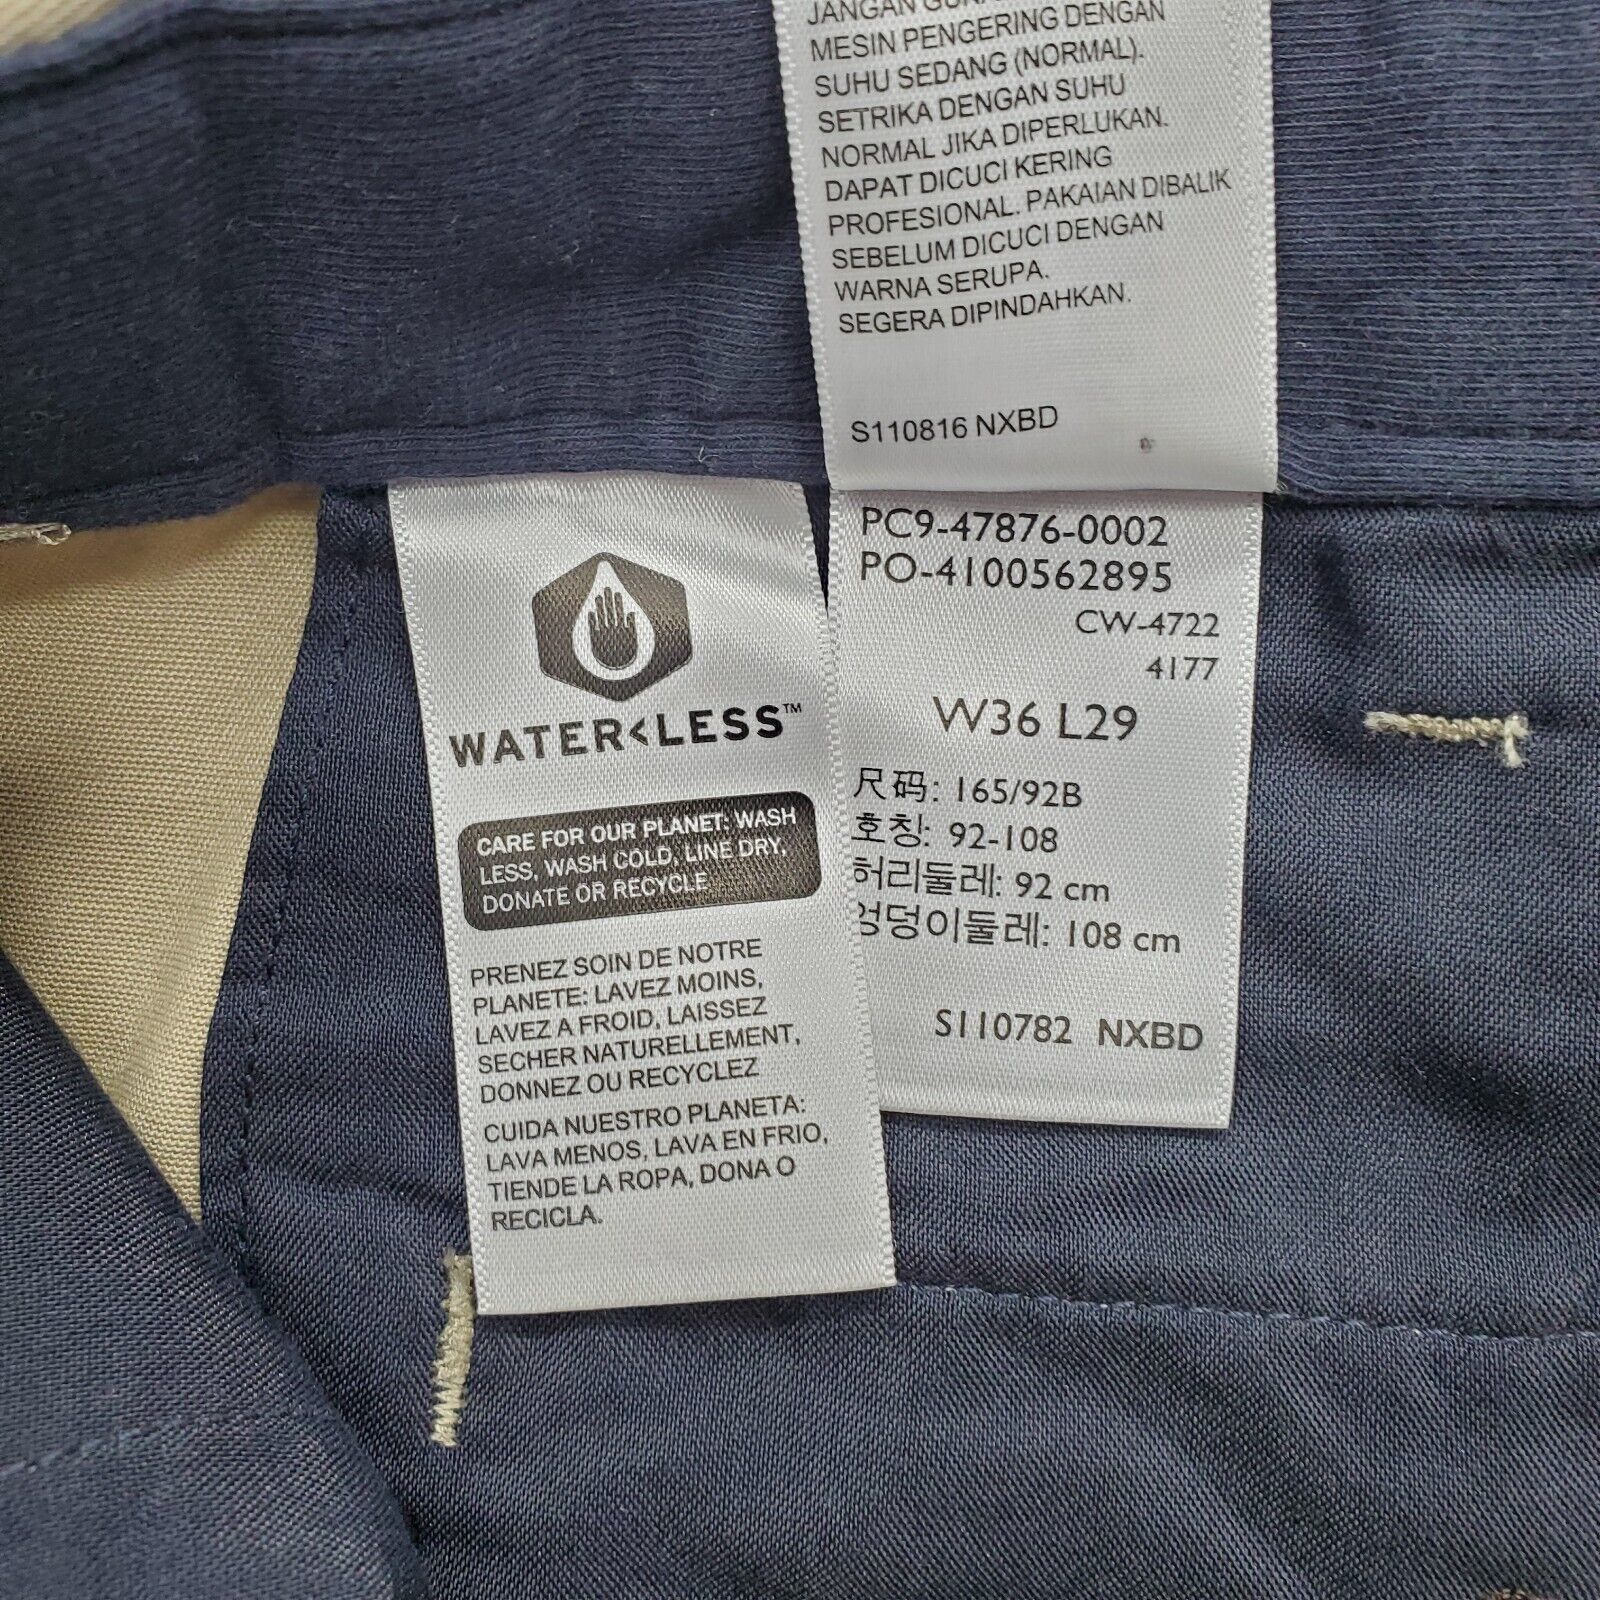 JANGAN
MESIN PENGERING DENGAN
SUHU SEDANG (NORMAL).
SETRIKA DENGAN SUHU
NORMAL JIKA DIPERLUKAN.
DAPAT DICUCI KERING
PROFESIONAL. PAKAIAN DIBALIK
SEBELUM DICUCI DENGAN
WARNA SERUPA.
SEGERA DIPINDAHKAN.
S110816 NXBD
WATER<LESS™
CARE FOR OUR PLANET: WASH
LESS, WASH COLD, LINE DRY,
DONATE OR RECYCLE
PRENEZ SOIN DE NOTRE
PLANETE: LAVEZ MOINS,
LAVEZ A FROID, LAISSEZ
SECHER NATURELLEMENT,
DONNEZ OU RECYCLEZ
CUIDA NUESTRO PLANETA:
LAVA MENOS, LAVA EN FRIO,
TIENDE LA ROPA, DONA O
RECICLA.
PC9-47876-0002
PO-4100562895
CW-4722
4177
W36 L29
尺码: 165/92B
호칭: 92-108
허리둘레: 92 cm
엉덩이둘레: 108 cm
S110782 NXBD